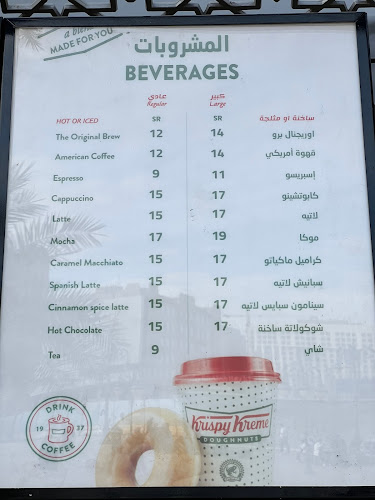 a blend
MADE FOR YOU
المشروبات
BEVERAGES
عادي كبير
Regular Large
HOT OR ICED SR SR ساخنة أو مثلجة
The Original Brew 12 14 أوريجنال برو
American Coffee 12 14 قهوة أمريكي
Espresso 9 11 إسبريسو
Cappuccino 15 17 كابوتشينو
Latte 15 17 لاتيه
Mocha 17 19 موكا
Caramel Macchiato 15 17 كراميل ماكياتو
Spanish Latte 15 17 سبانيش لاتيه
Cinnamon spice latte 15 17 سينامون سبايس لاتيه
Hot Chocolate 15 17 شوكولاتة ساخنة
Tea 9 شاي
DRINK
1937
COFFEE
Krispy Kreme
DOUGHNUTS